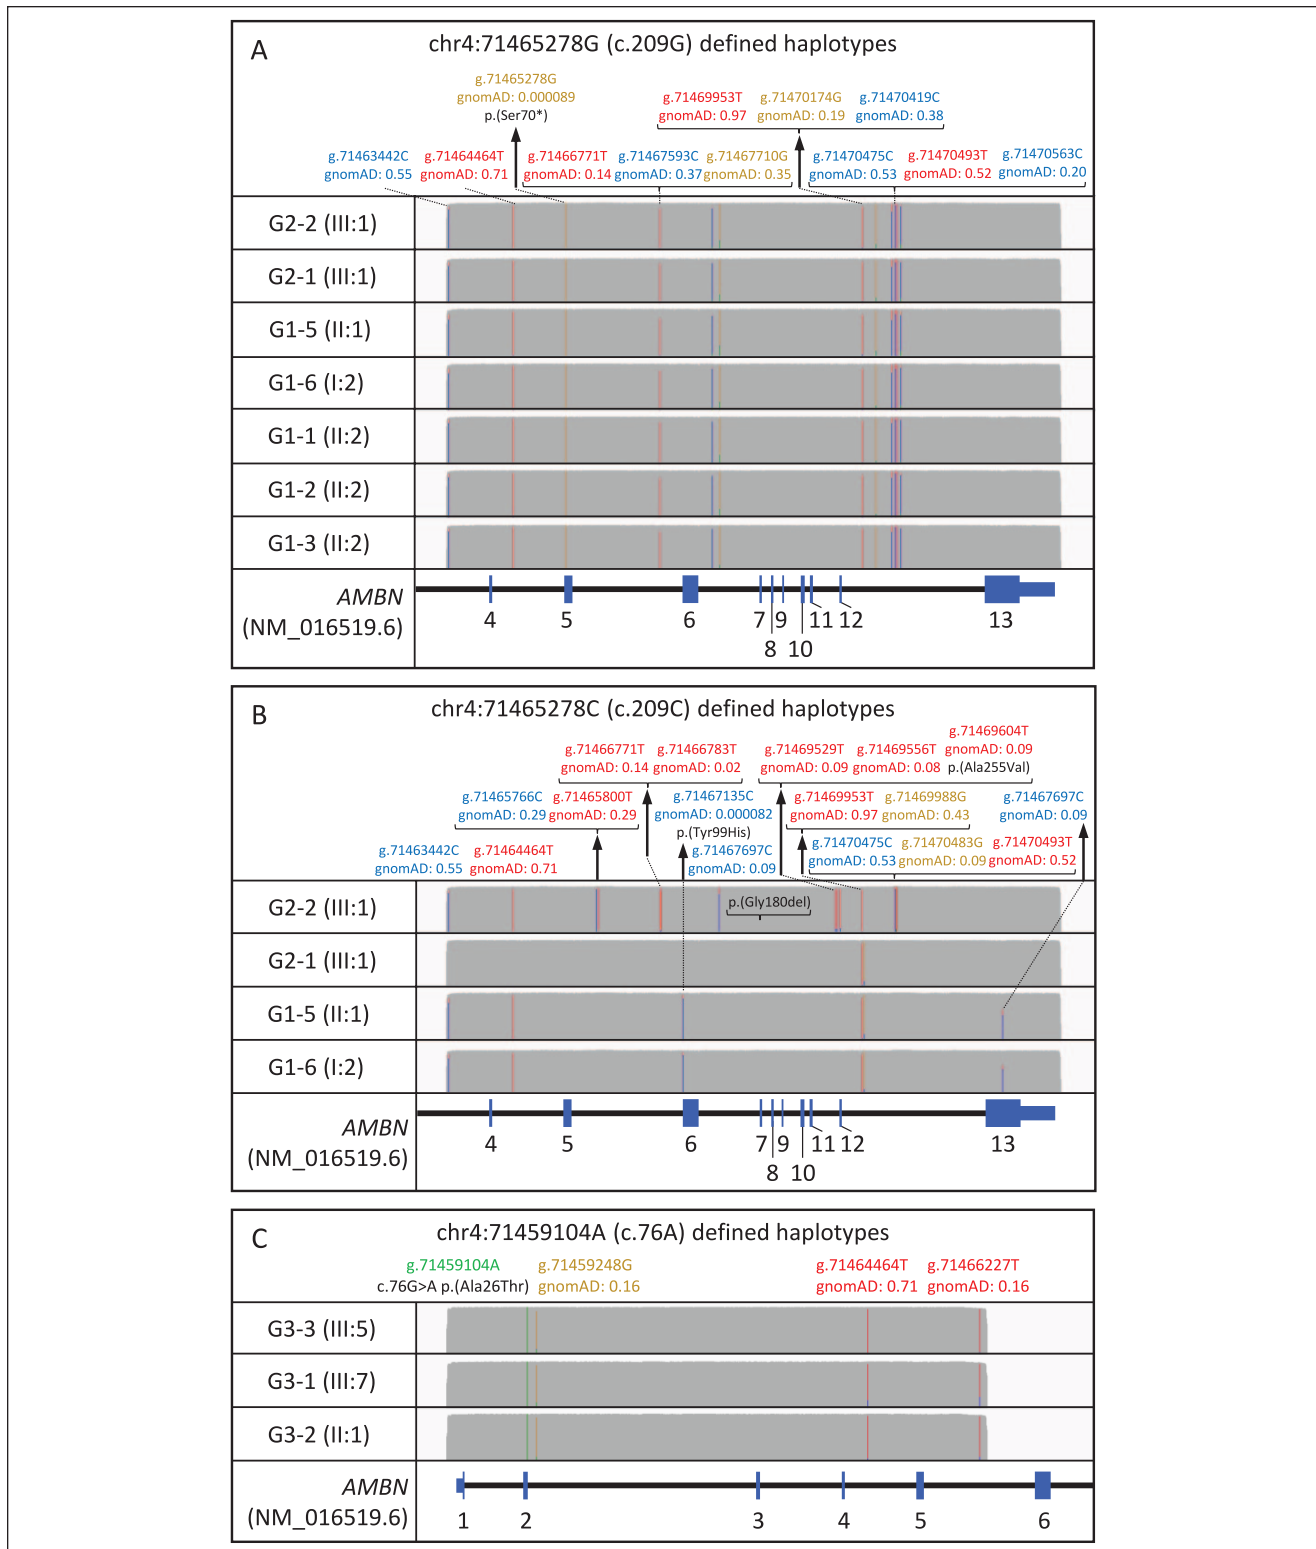 A
chr4:71465278G (c.209G) defined haplotypes
g.71465278G
gnomAD: 0.000089
p.(Ser70*)
g.71469953T g.71470174G g.71470419C
gnomAD: 0.97 gnomAD: 0.19 gnomAD: 0.38
g.71463442C g.71464464T g.71466771T g.71467593C g.71467710G g.71470475C g.71470493T g.71470563C
gnomAD: 0.55 gnomAD: 0.71 gnomAD: 0.14 gnomAD: 0.37 gnomAD: 0.35 gnomAD: 0.53 gnomAD: 0.52 gnomAD: 0.20
G2-2 (III:1)
G2-1 (III:1)
G1-5 (II:1)
G1-6 (I:2)
G1-1 (II:2)
G1-2 (II:2)
G1-3 (II:2)
AMBN
(NM_016519.6)
4 5 6 7 9 11 12 13
8 10
B
chr4:71465278C (c.209C) defined haplotypes
g.71469604T
gnomAD: 0.09
p.(Ala255Val)
g.71466771T g.71466783T g.71469529T g.71469556T
gnomAD: 0.14 gnomAD: 0.02 gnomAD: 0.09 gnomAD: 0.08
g.71465766C g.71465800T g.71467135C g.71469953T g.71469988G g.71467697C
gnomAD: 0.29 gnomAD: 0.29 gnomAD: 0.000082 gnomAD: 0.97 gnomAD: 0.43 gnomAD: 0.09
p.(Tyr99His)
g.71463442C g.71464464T g.71467697C g.71470475C g.71470483G g.71470493T
gnomAD: 0.55 gnomAD: 0.71 gnomAD: 0.09 gnomAD: 0.53 gnomAD: 0.09 gnomAD: 0.52
G2-2 (III:1)
p.(Gly180del)
G2-1 (III:1)
G1-5 (II:1)
G1-6 (I:2)
AMBN
(NM_016519.6)
4 5 6 7 9 11 12 13
8 10
C
chr4:71459104A (c.76A) defined haplotypes
g.71459104A g.71459248G g.71464464T g.71466227T
c.76G>A p.(Ala26Thr) gnomAD: 0.16 gnomAD: 0.71 gnomAD: 0.16
G3-3 (III:5)
G3-1 (III:7)
G3-2 (II:1)
AMBN
(NM_016519.6)
1 2 3 4 5 6